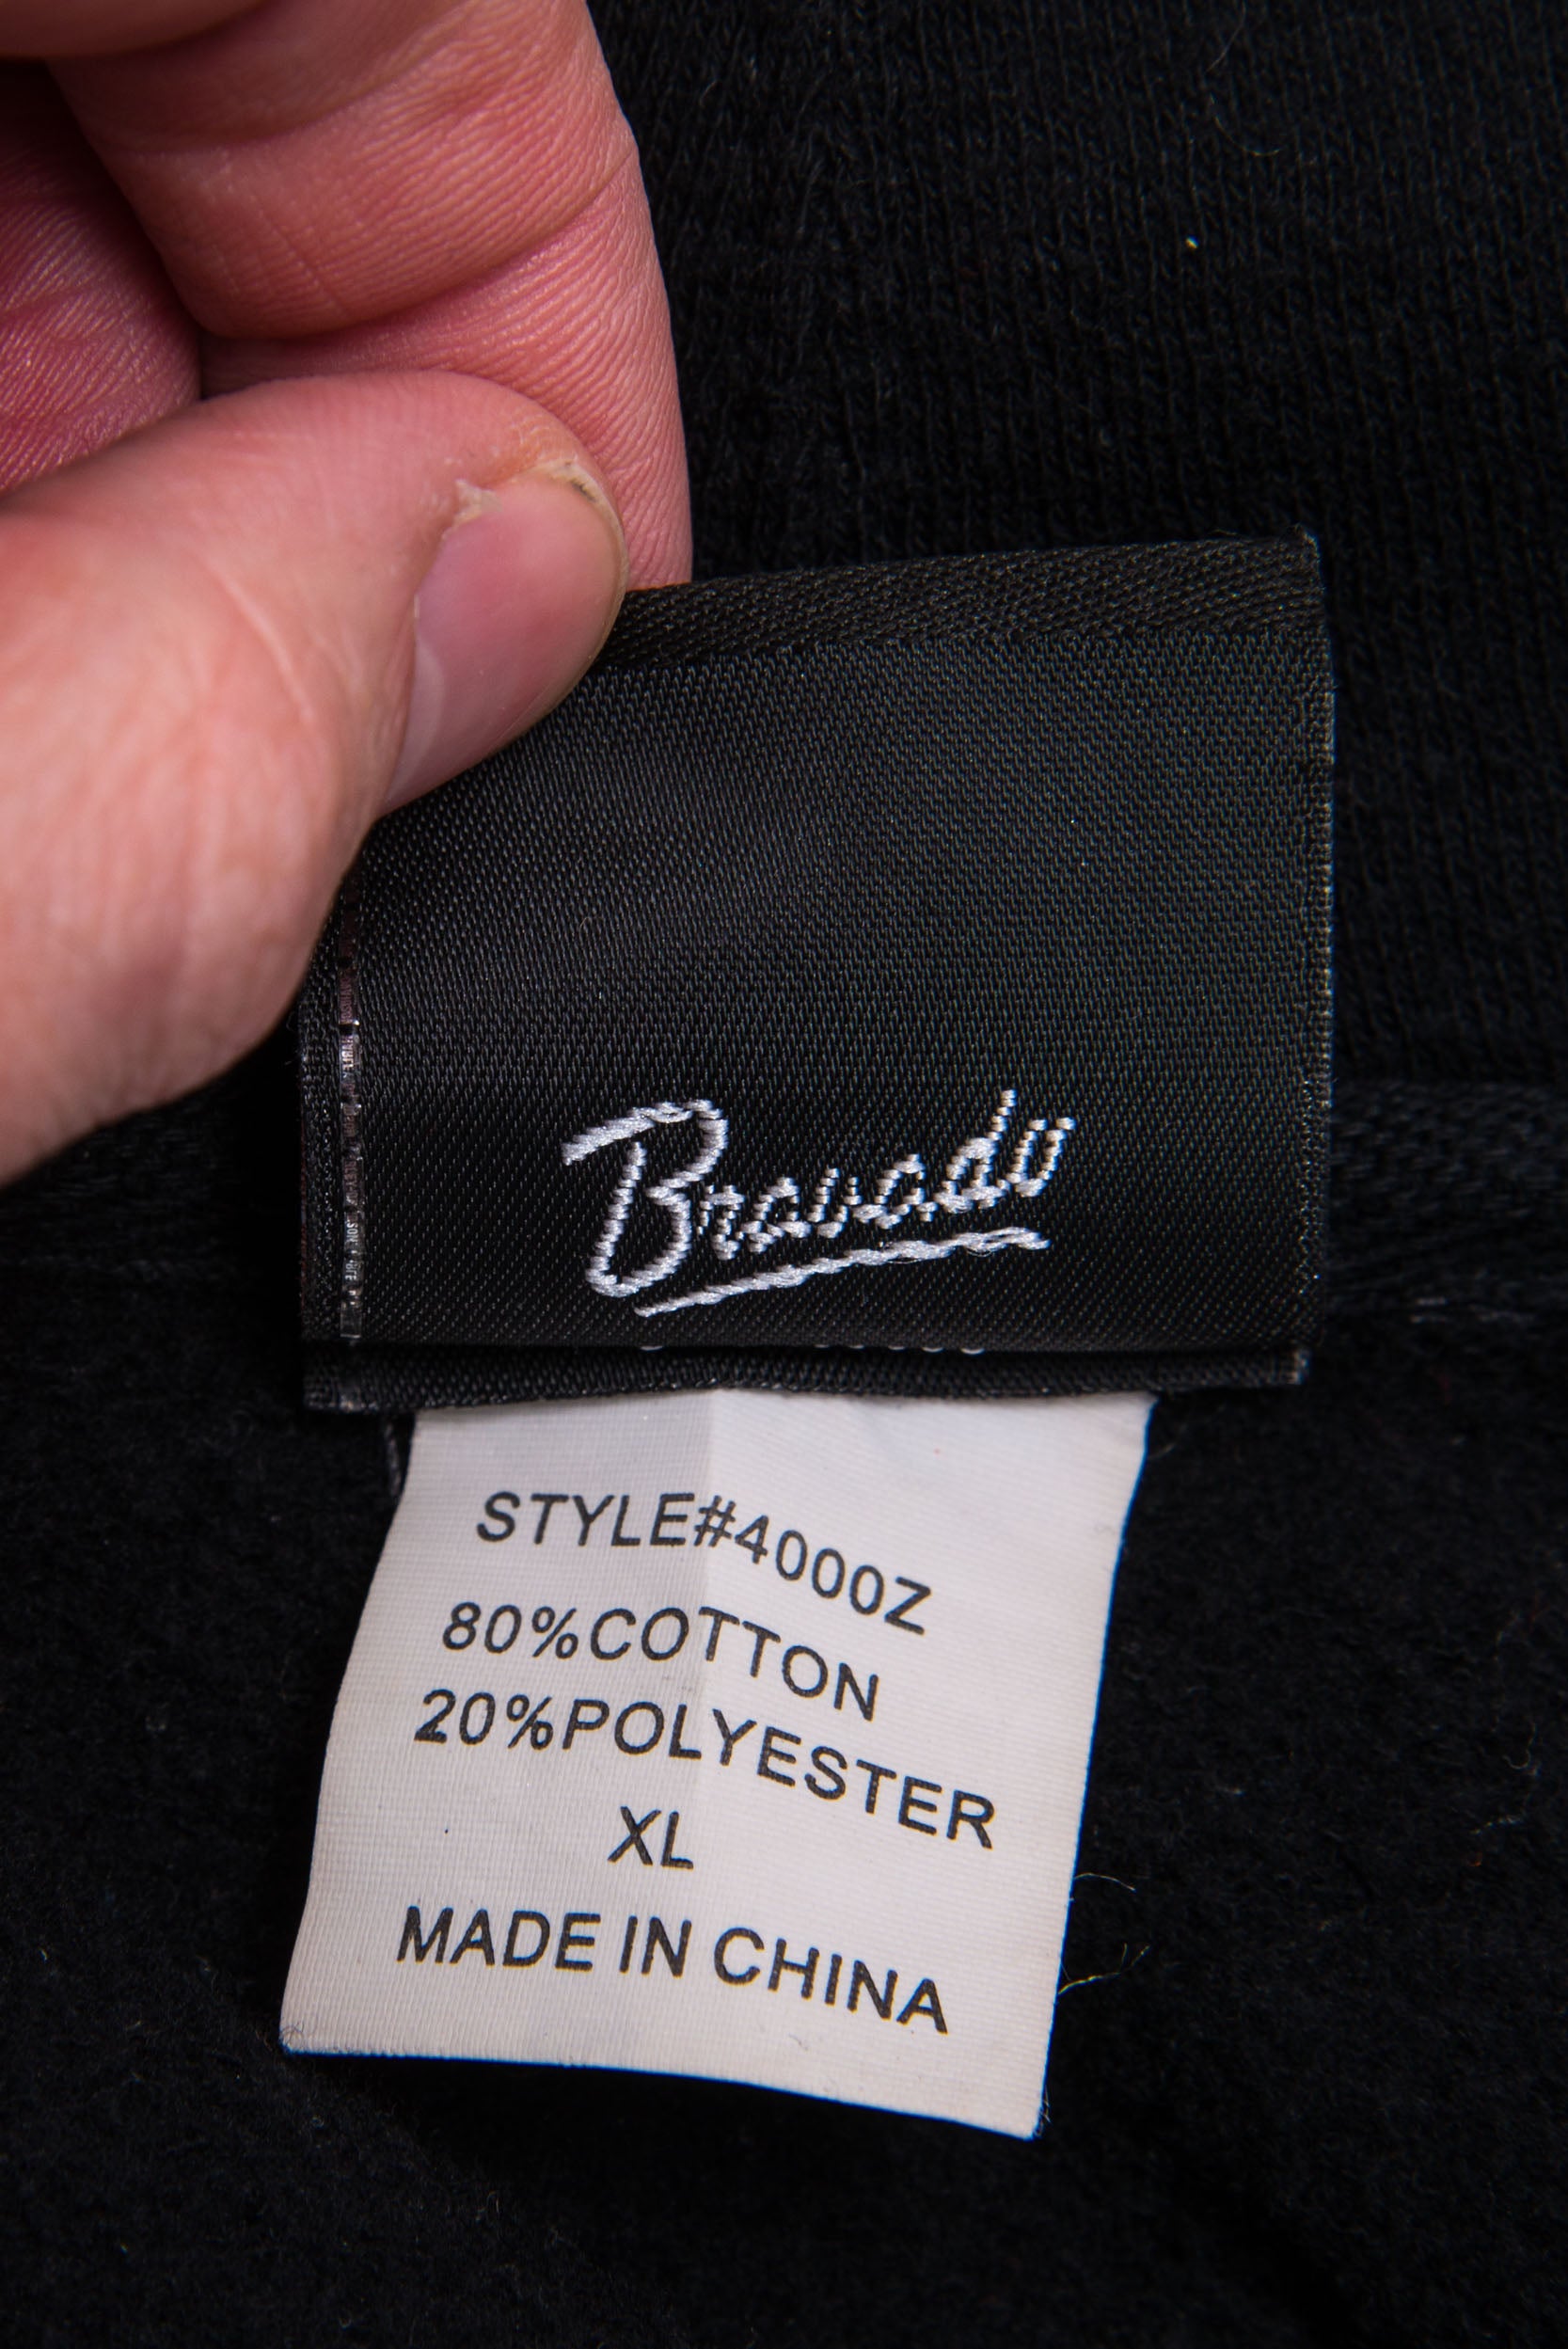 Bravado
STYLE#4000Z
80%COTTON
20%POLYESTER
XL
MADE IN CHINA